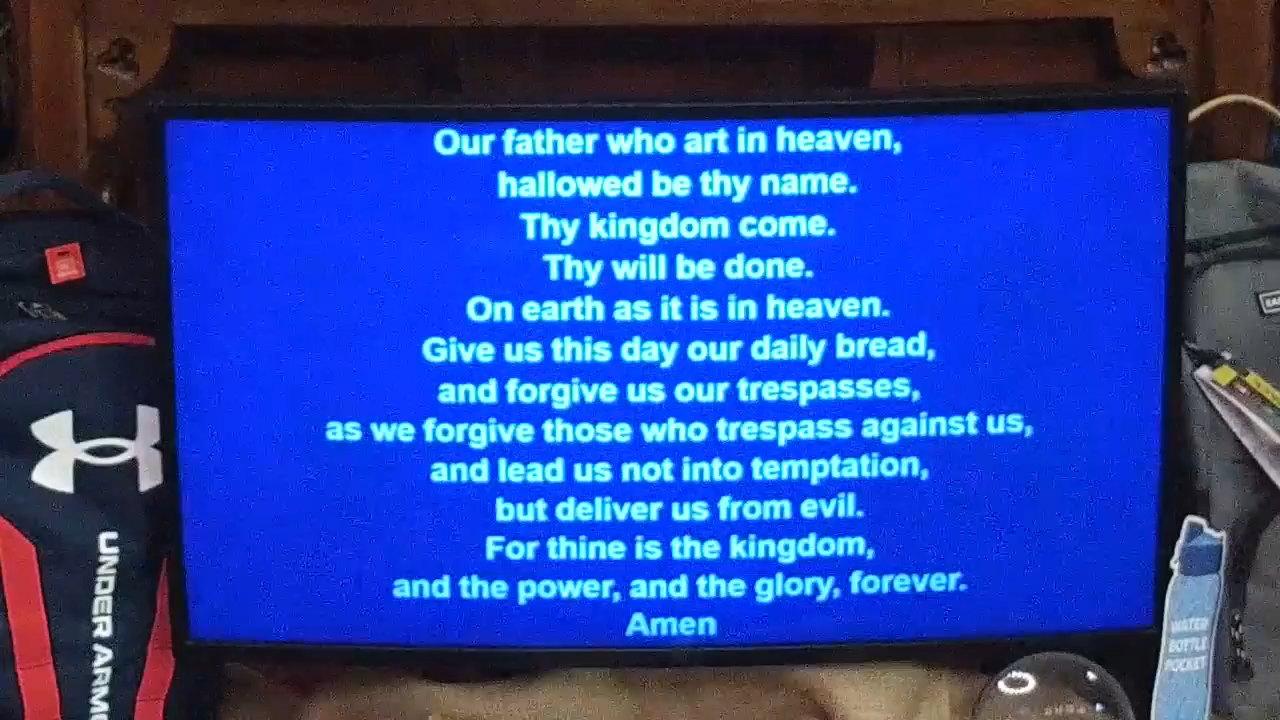 Our father who art in heaven,
hallowed be thy name.
Thy kingdom come.
Thy will be done.
On earth as it is in heaven.
Give us this day our daily bread,
and forgive us our trespasses,
as we forgive those who trespass against us,
and lead us not into temptation,
but deliver us from evil.
For thine is the kingdom,
and the power, and the glory, forever.
Amen
UNDER ARMO
WATER
BOTTLE
POCKET